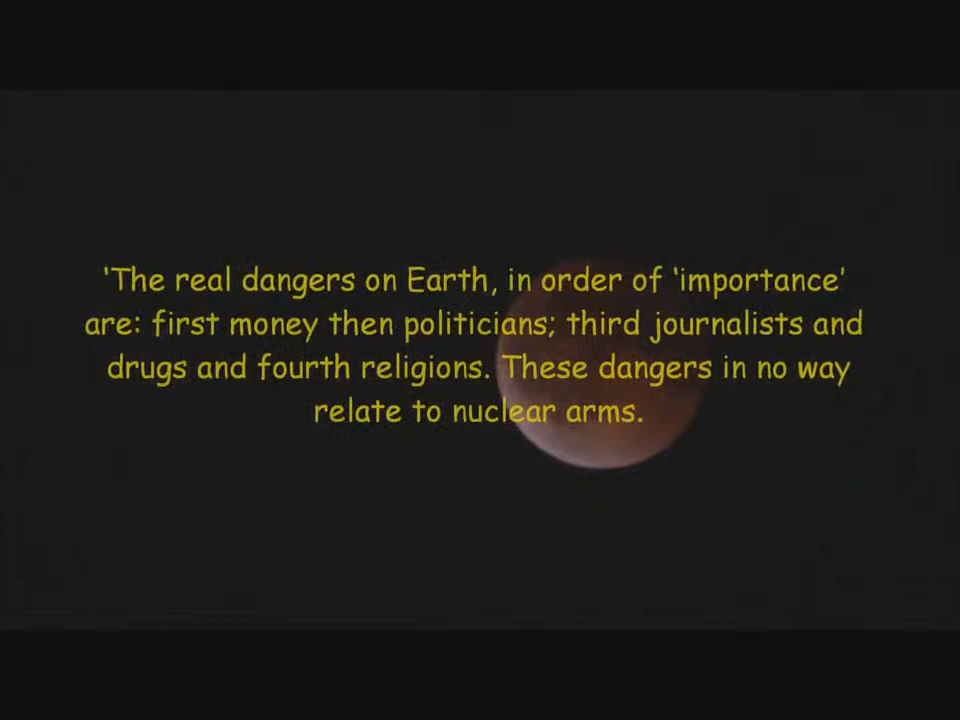 ‘The real dangers on Earth, in order of ‘importance’
are: first money then politicians; third journalists and
drugs and fourth religions. These dangers in no way
relate to nuclear arms.